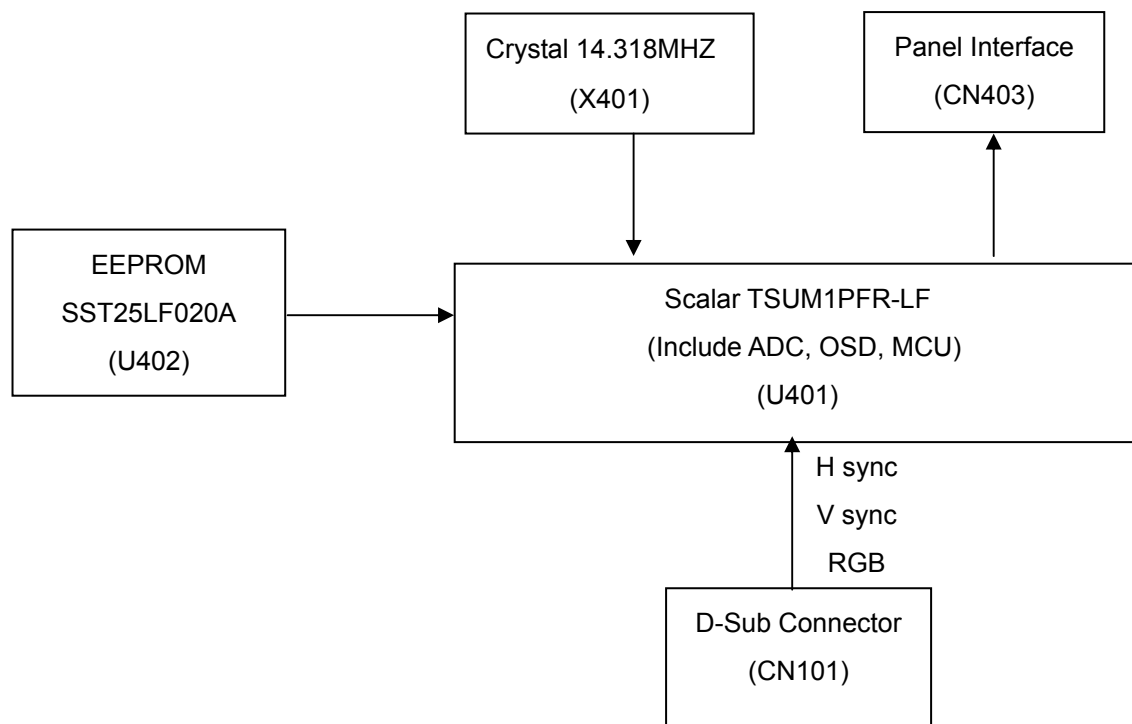 Crystal 14.318MHZ
(X401)
Panel Interface
(CN403)
EEPROM
SST25LF020A
(U402)
Scalar TSUM1PFR-LF
(Include ADC, OSD, MCU)
(U401)
H sync
V sync
RGB
D-Sub Connector
(CN101)